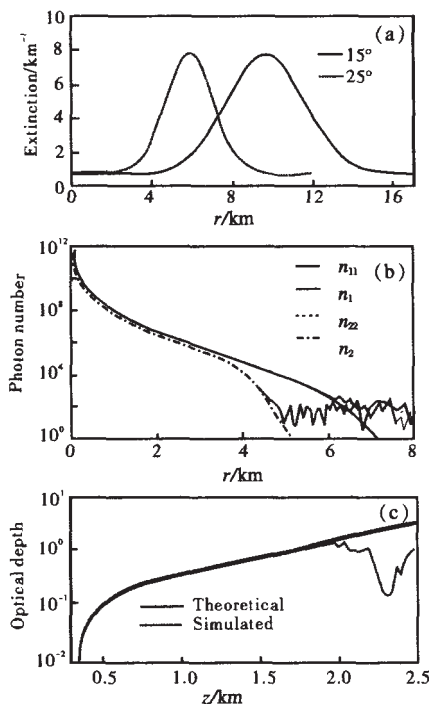 10
8
6
4
2
0
Extinction/km⁻¹
(a)
15°
25°
0 4 8 12 16
r/km
10¹²
10⁸
10⁴
10⁰
Photon number
(b)
n₁₁
n₁
n₂₂
n₂
0 2 4 6 8
r/km
10¹
10⁰
10⁻¹
10⁻²
Optical depth
(c)
Theoretical
Simulated
0.5 1.0 1.5 2.0 2.5
z/km